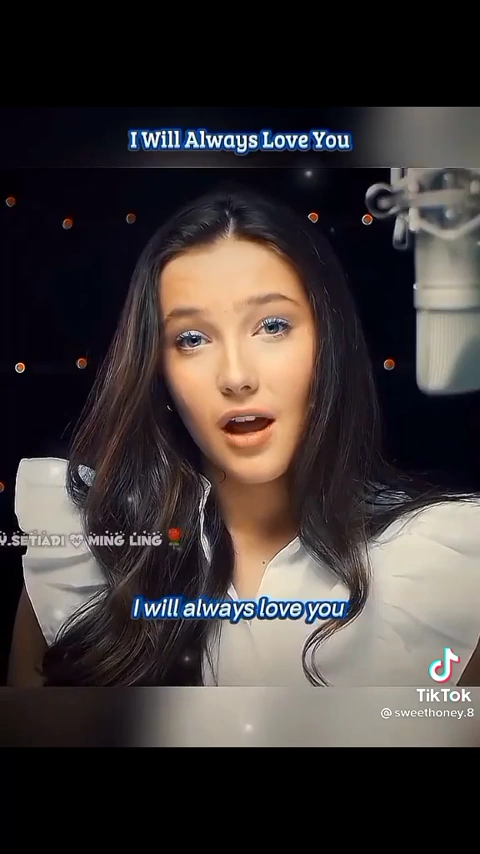 I Will Always Love You
Y.SETIADI MING LING
I will always love you
TikTok
@sweethoney.8